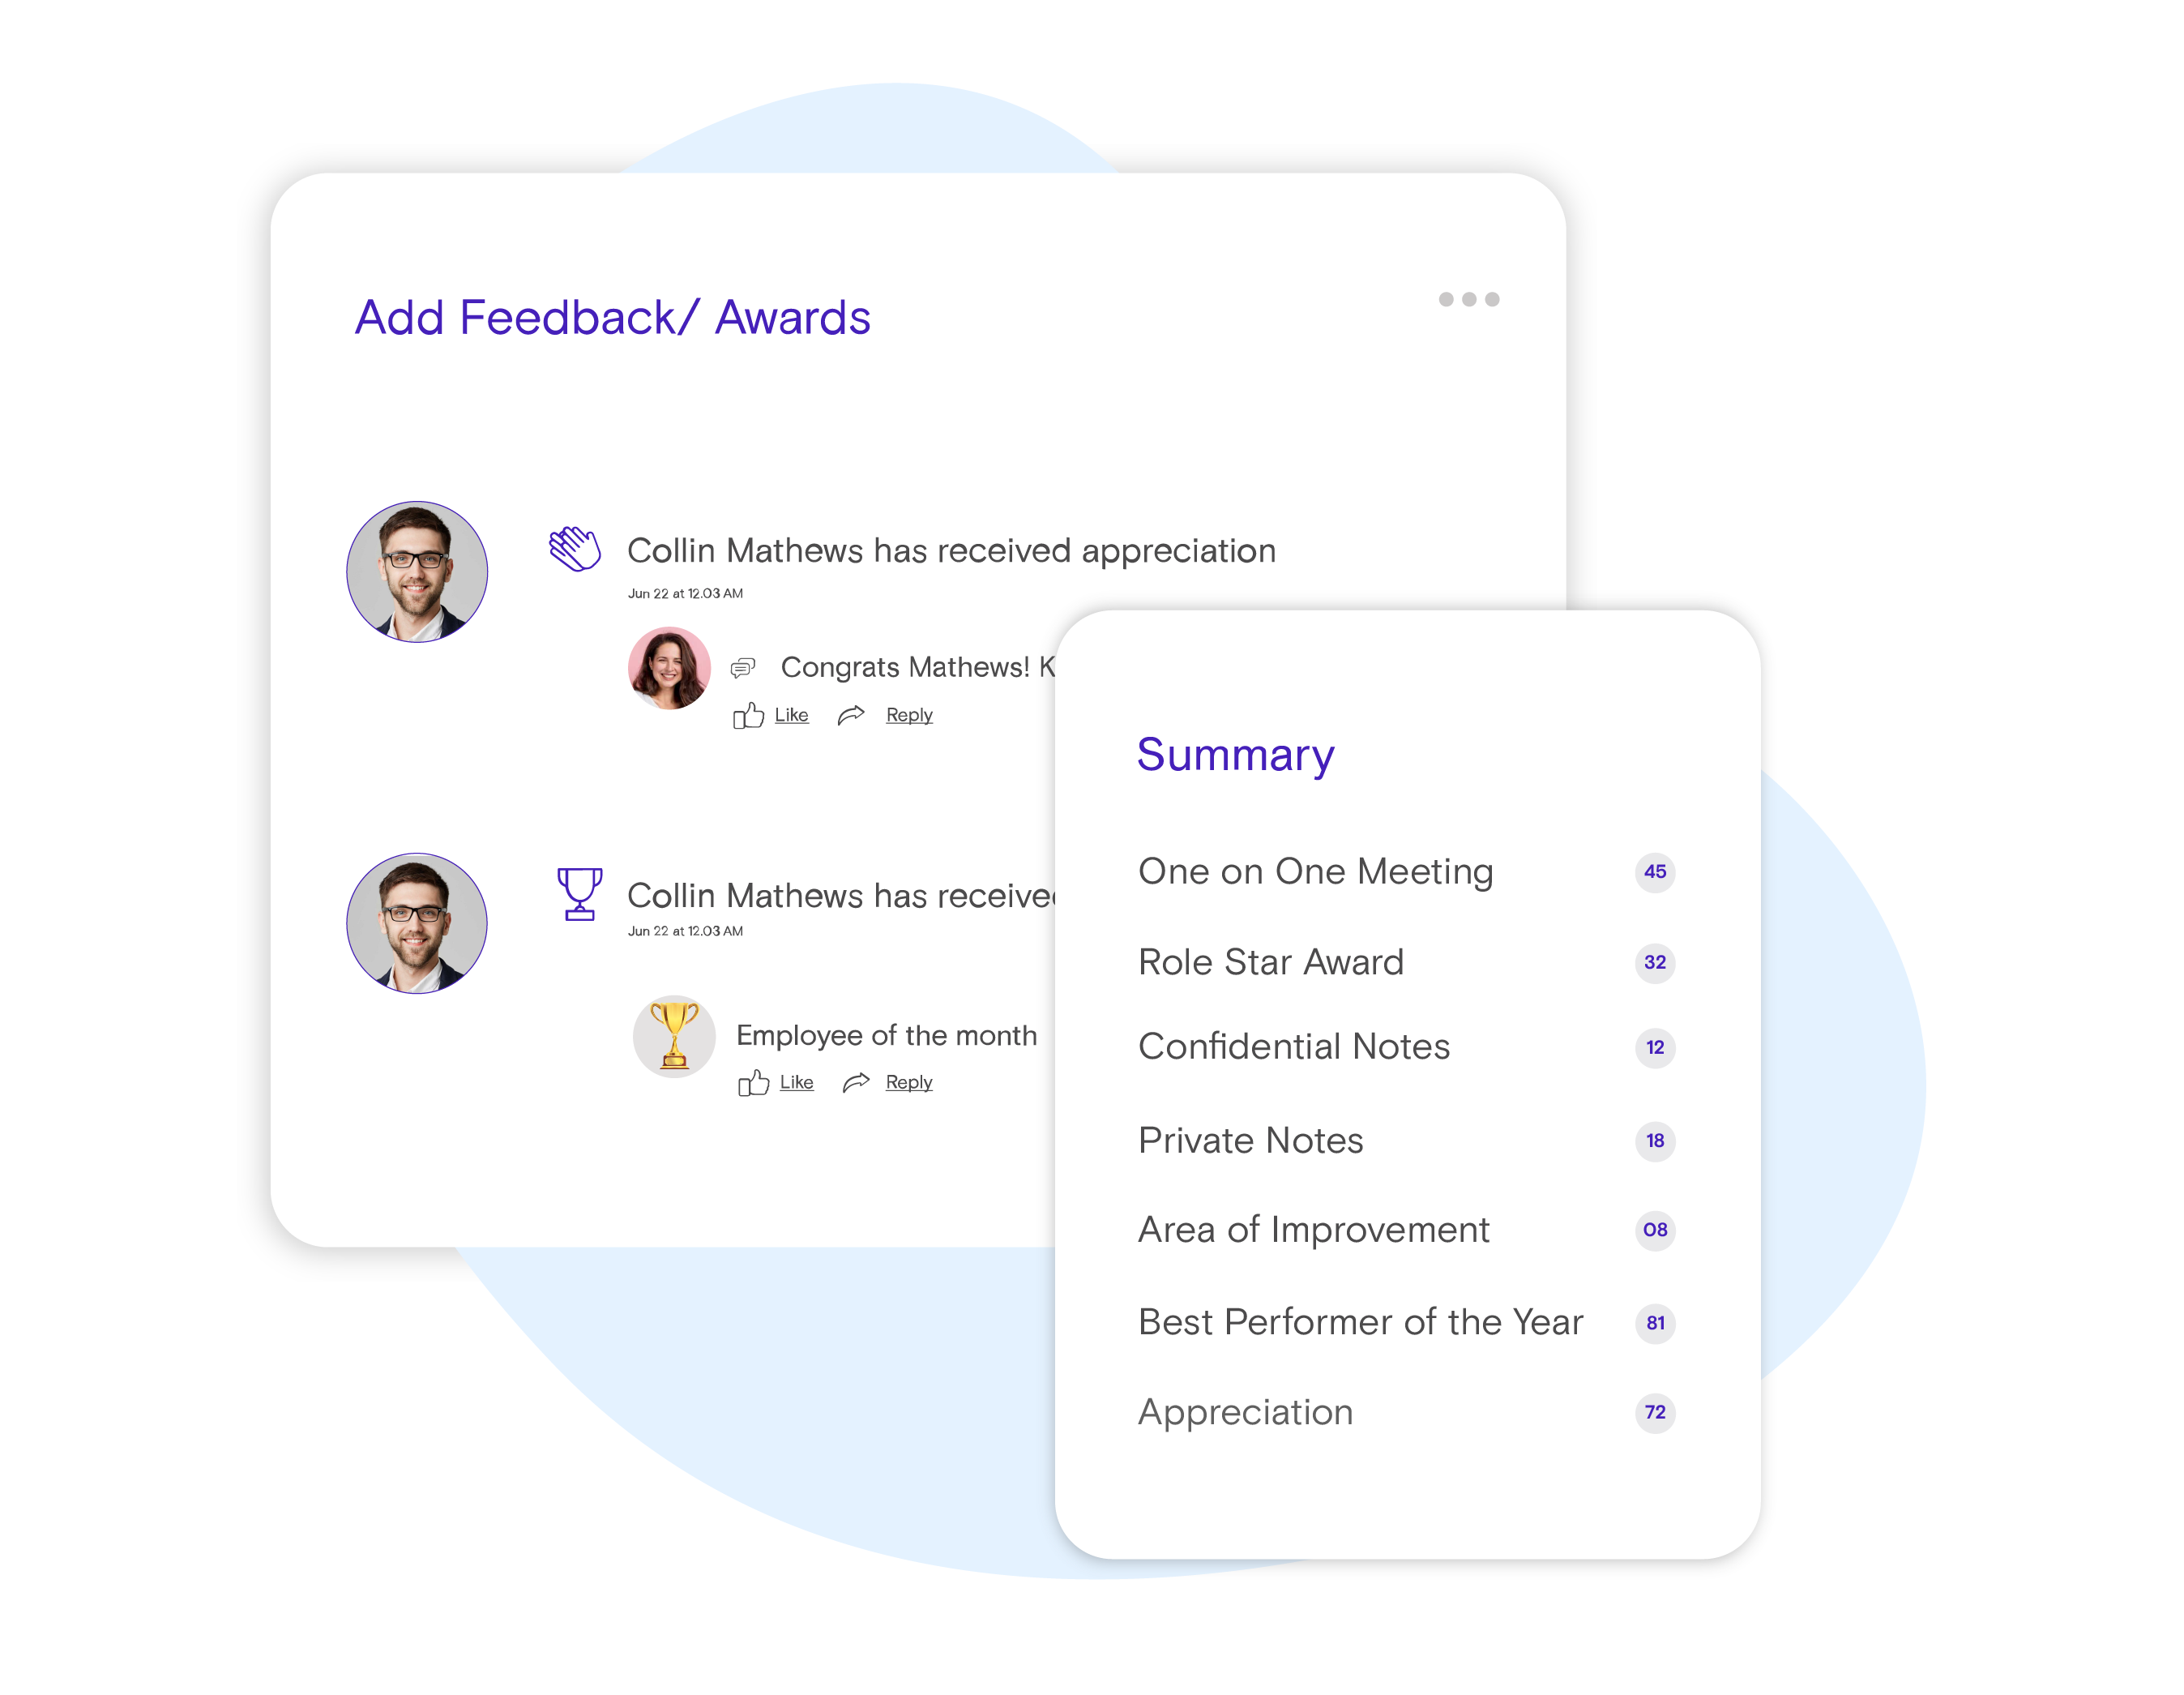 Add Feedback/ Awards
Collin Mathews has received appreciation
Jun 22 at 12.03 AM
Congrats Mathews! K
Like Reply
Collin Mathews has received
Jun 22 at 12.03 AM
Employee of the month
Like Reply
Summary
One on One Meeting 45
Role Star Award 32
Confidential Notes 12
Private Notes 18
Area of Improvement 08
Best Performer of the Year 81
Appreciation 72